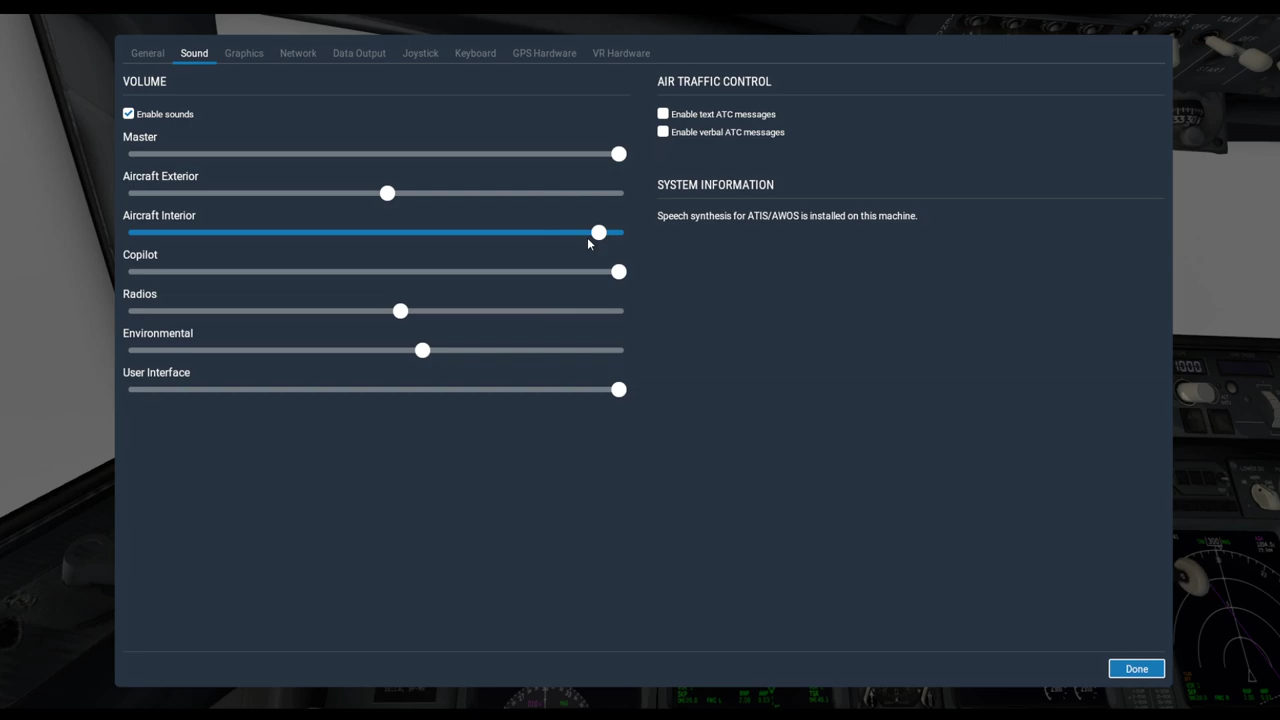 General Sound Graphics Network Data Output Joystick Keyboard GPS Hardware VR Hardware
VOLUME
Enable sounds
Master
Aircraft Exterior
Aircraft Interior
Copilot
Radios
Environmental
User Interface
AIR TRAFFIC CONTROL
Enable text ATC messages
Enable verbal ATC messages
SYSTEM INFORMATION
Speech synthesis for ATIS/AWOS is installed on this machine.
Done
START